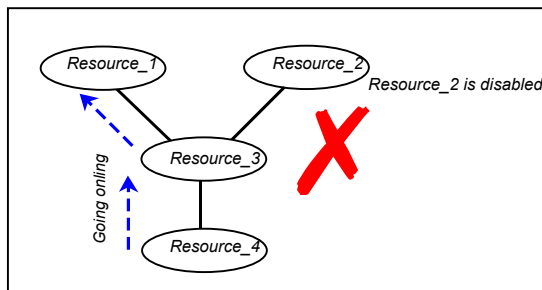 Resource_1
Resource_2
Resource_2 is disabled
Resource_3
Going onling
Resource_4